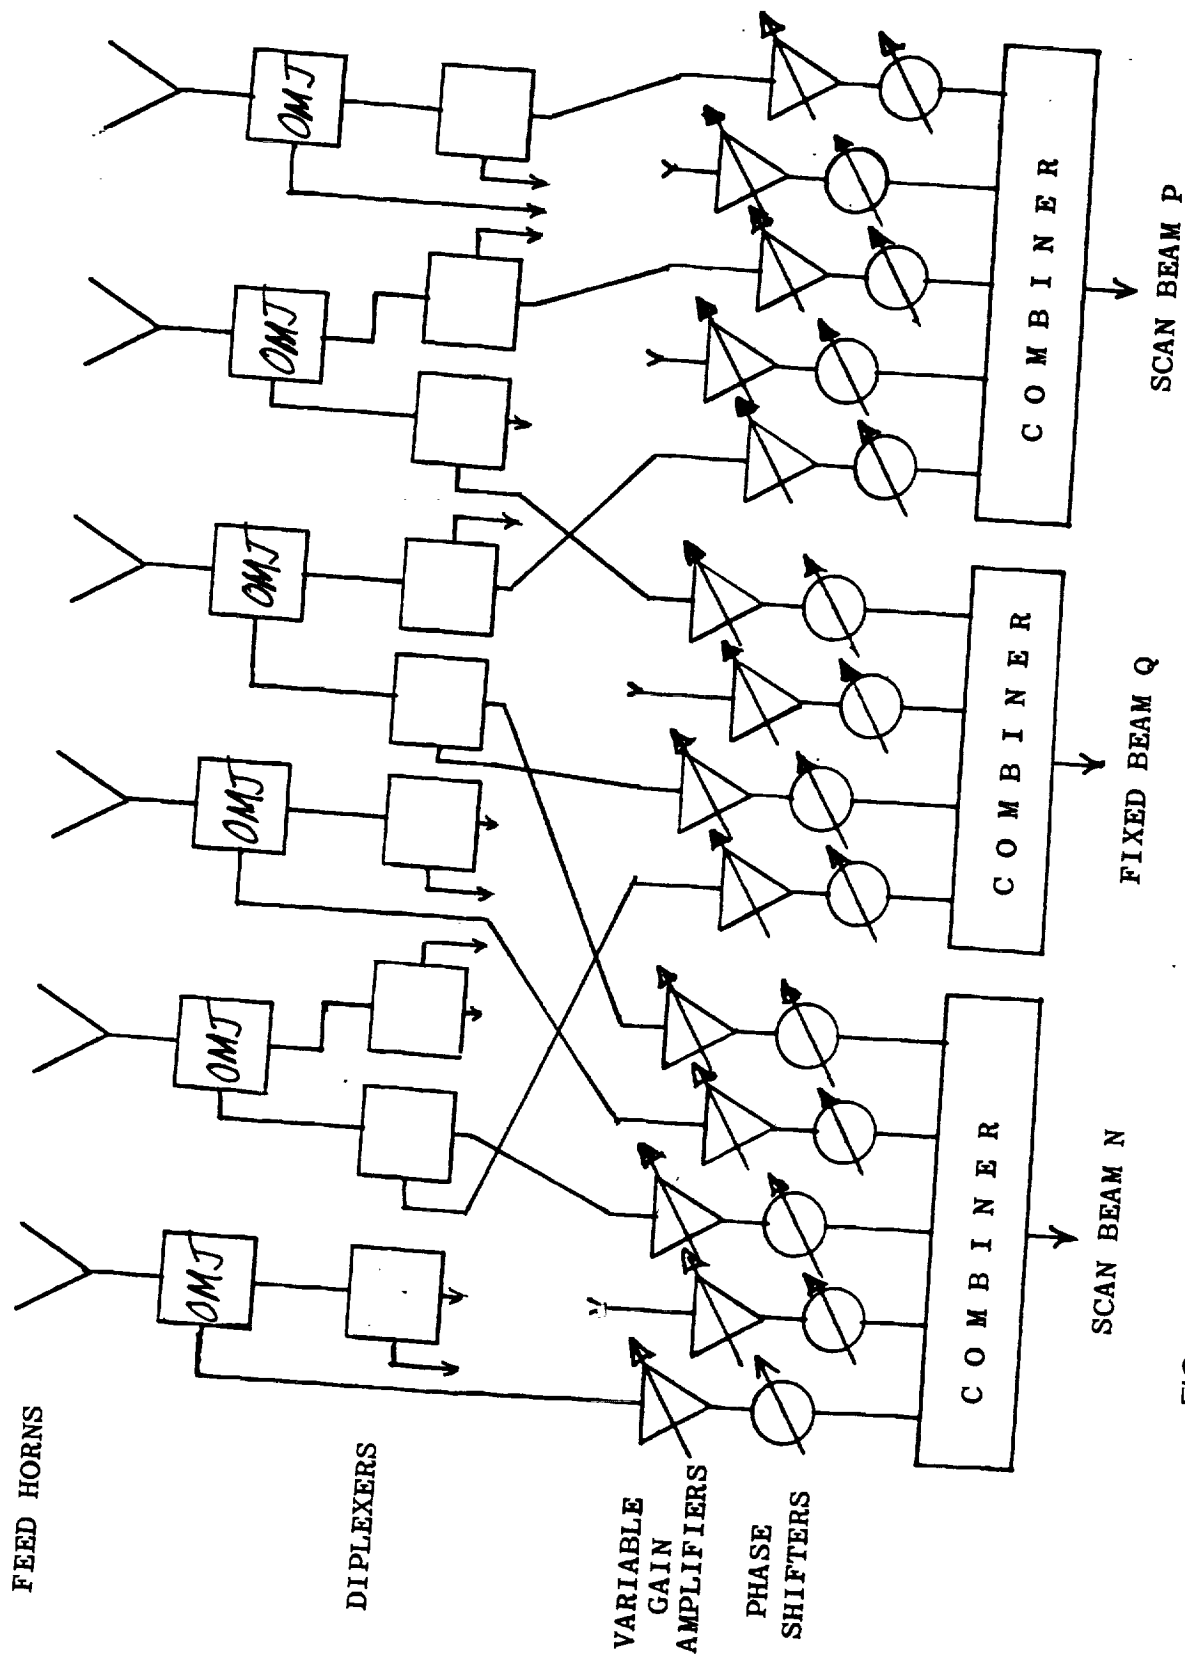 FEED HORNS
OMJ
OMJ
OMJ
OMJ
OMJ
OMJ
DIPLEXERS
VARIABLE
GAIN
AMPLIFIERS
PHASE
SHIFTERS
COMBINER
COMBINER
COMBINER
SCAN BEAM N
FIXED BEAM Q
SCAN BEAM P